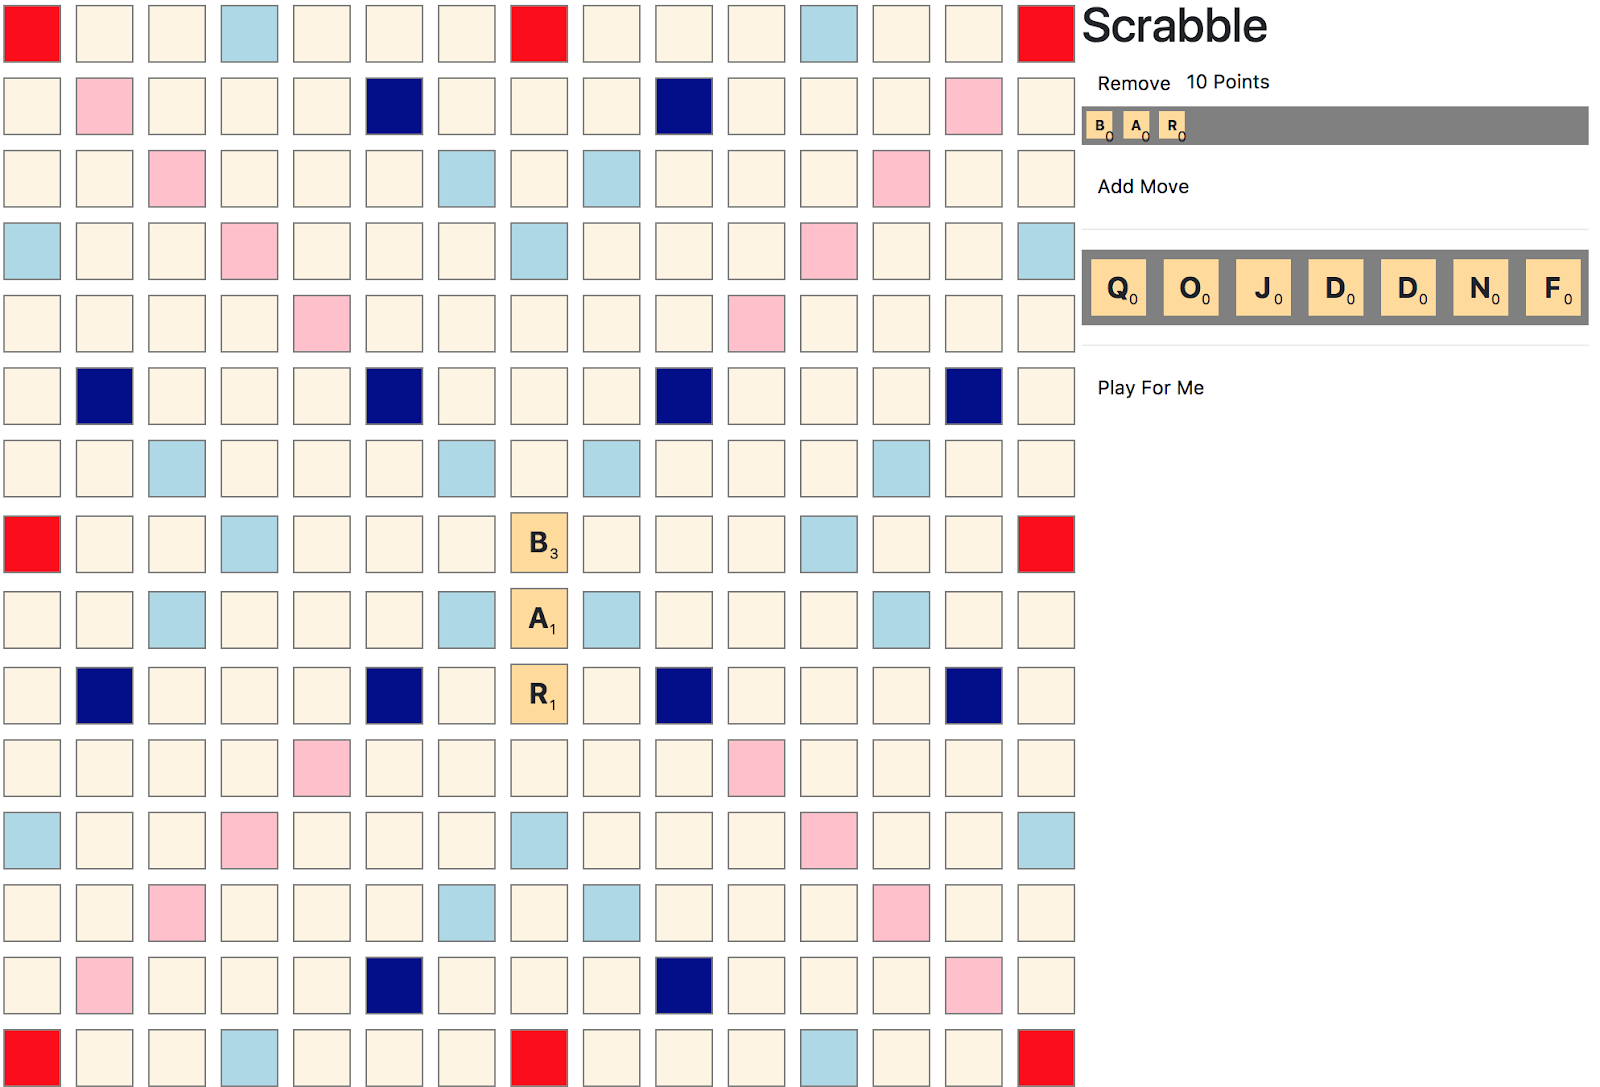 Scrabble
Remove 10 Points
B0 A0 R0
Add Move
Q0 O0 J0 D0 D0 N0 F0
Play For Me
B3
A1
R1